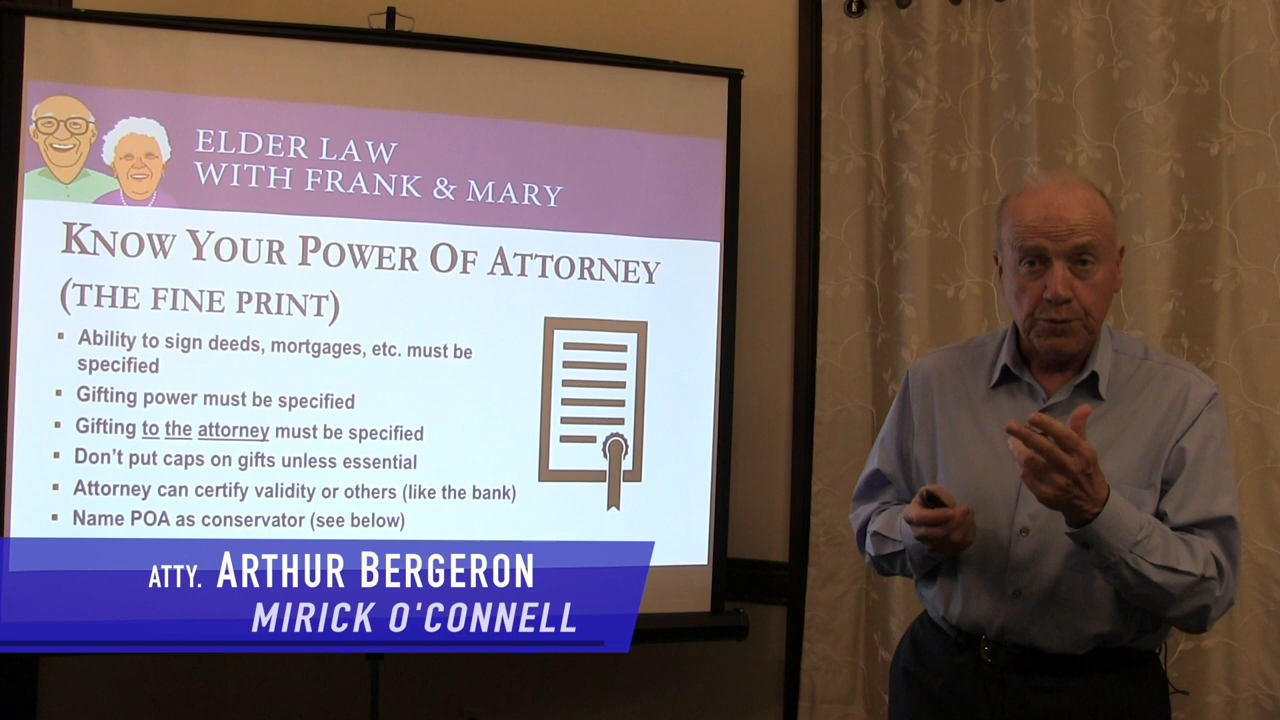 ELDER LAW
WITH FRANK & MARY
KNOW YOUR POWER OF ATTORNEY
(THE FINE PRINT)
▪ Ability to sign deeds, mortgages, etc. must be
specified
▪ Gifting power must be specified
▪ Gifting to the attorney must be specified
▪ Don't put caps on gifts unless essential
▪ Attorney can certify validity or others (like the bank)
▪ Name POA as conservator (see below)
ATTY. ARTHUR BERGERON
MIRICK O'CONNELL